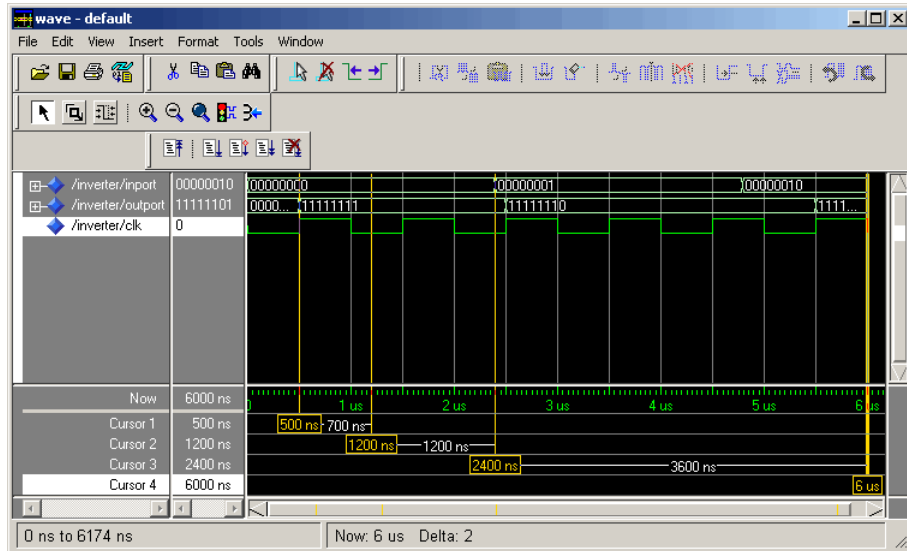 wave - default
File Edit View Insert Format Tools Window
/inverter/inport 00000010 00000000 00000001 00000010
/inverter/outport 11111101 0000... 11111111 11111110 1111...
/inverter/clk 0
Now 6000 ns 0 1 us 2 us 3 us 4 us 5 us 6 us
Cursor 1 500 ns 500 ns 700 ns
Cursor 2 1200 ns 1200 ns 1200 ns
Cursor 3 2400 ns 2400 ns 3600 ns
Cursor 4 6000 ns 6 us
0 ns to 6174 ns Now: 6 us Delta: 2